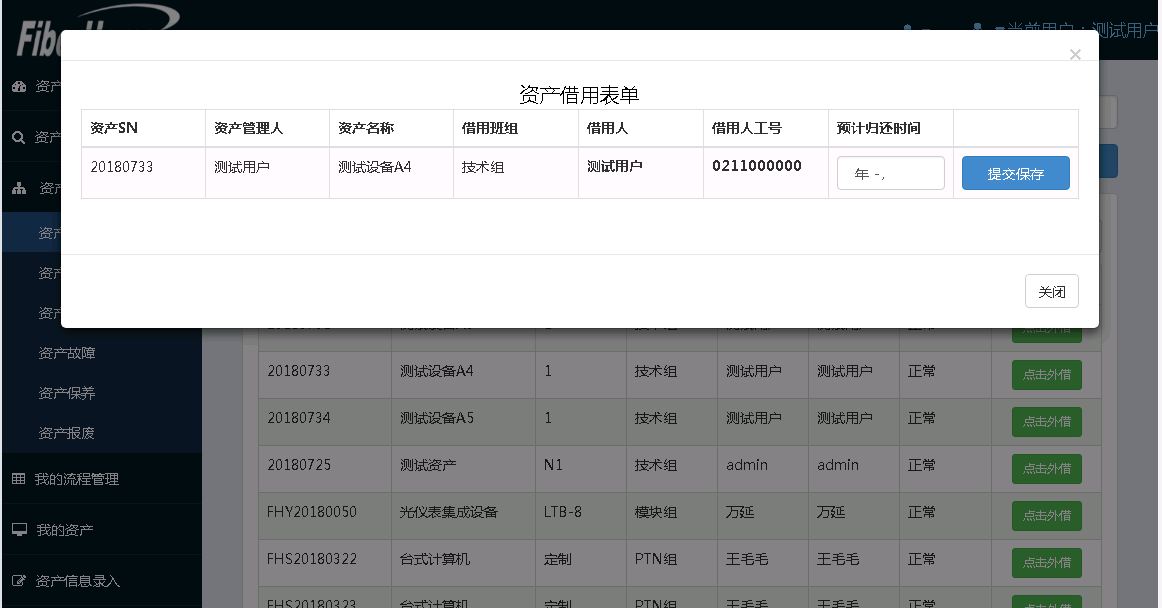 当前用户：测试用户
×
资产借用表单
资产SN 资产管理人 资产名称 借用班组 借用人 借用人工号 预计归还时间
20180733 测试用户 测试设备A4 技术组 测试用户 0211000000 年 -, 提交保存
关闭
资产
资产
资产
资产
资产
资产
资产故障
资产保养
资产报废
我的流程管理
我的资产
资产信息录入
20180733 测试设备A4 1 技术组 测试用户 测试用户 正常 点击外借
20180734 测试设备A5 1 技术组 测试用户 测试用户 正常 点击外借
20180725 测试资产 N1 技术组 admin admin 正常 点击外借
FHY20180050 光仪表集成设备 LTB-8 模块组 万延 万延 正常 点击外借
FHS20180322 台式计算机 定制 PTN组 王毛毛 王毛毛 正常 点击外借
FHS20180323 台式计算机 定制 PTN组 王毛毛 王毛毛 正常 点击外借